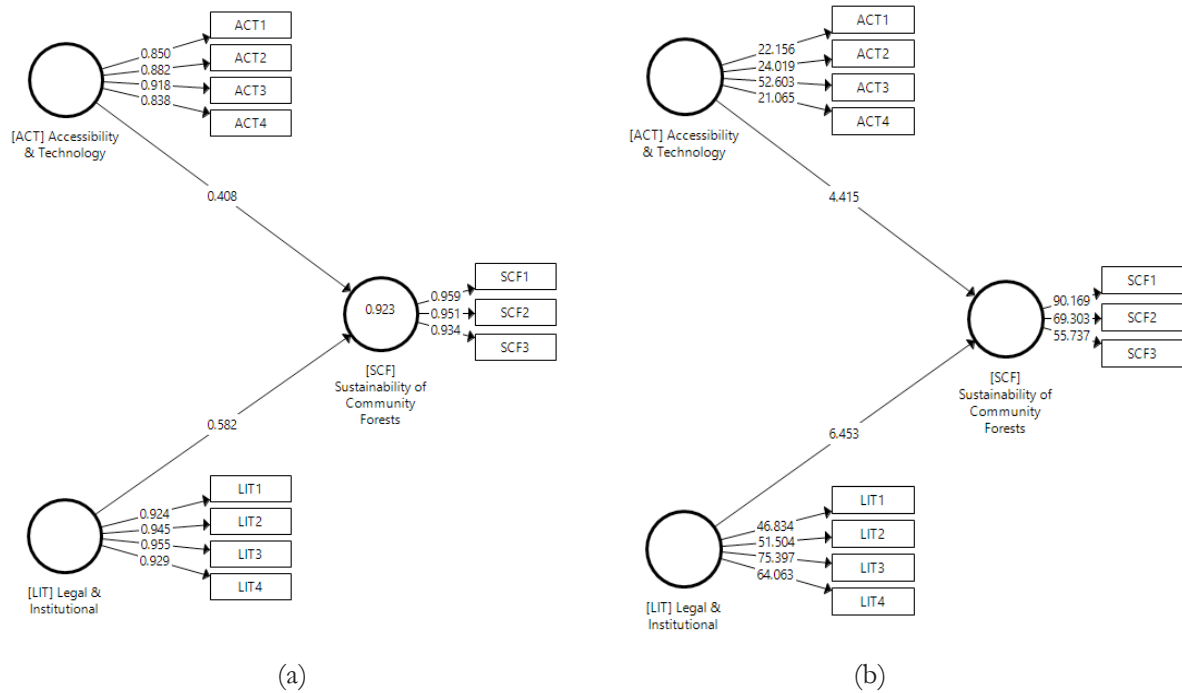 ACT1
0.850
ACT2
0.882
ACT3
0.918
ACT4
0.838
[ACT] Accessibility
& Technology
0.408
SCF1
0.959
0.923
SCF2
0.951
SCF3
0.934
[SCF]
Sustainability of
Community
Forests
0.582
LIT1
0.924
LIT2
0.945
LIT3
0.955
LIT4
0.929
[LIT] Legal &
Institutional
(a)
ACT1
22.156
ACT2
24.019
ACT3
52.603
ACT4
21.065
[ACT] Accessibility
& Technology
4.415
SCF1
90.169
SCF2
69.303
SCF3
55.737
[SCF]
Sustainability of
Community
Forests
6.453
LIT1
46.834
LIT2
51.504
LIT3
75.397
LIT4
64.063
[LIT] Legal &
Institutional
(b)